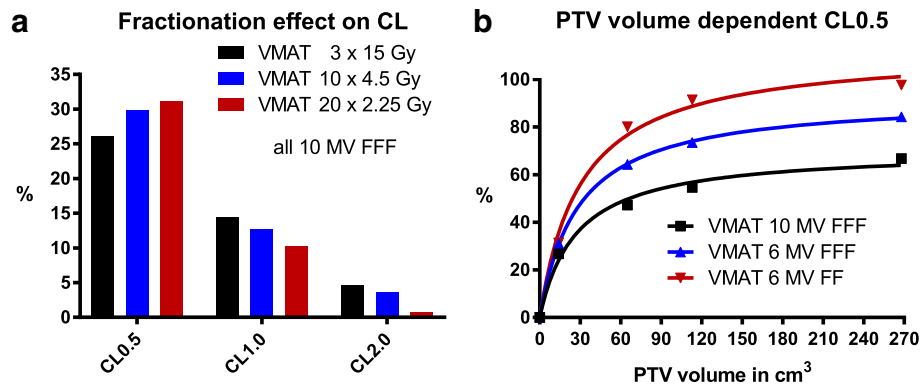 a
Fractionation effect on CL
VMAT 3 x 15 Gy
VMAT 10 x 4.5 Gy
VMAT 20 x 2.25 Gy
all 10 MV FFF
35
30
25
20
15
10
5
0
%
CL0.5
CL1.0
CL2.0
b
PTV volume dependent CL0.5
100
80
60
40
20
0
%
VMAT 10 MV FFF
VMAT 6 MV FFF
VMAT 6 MV FF
0 30 60 90 120 150 180 210 240 270
PTV volume in cm³